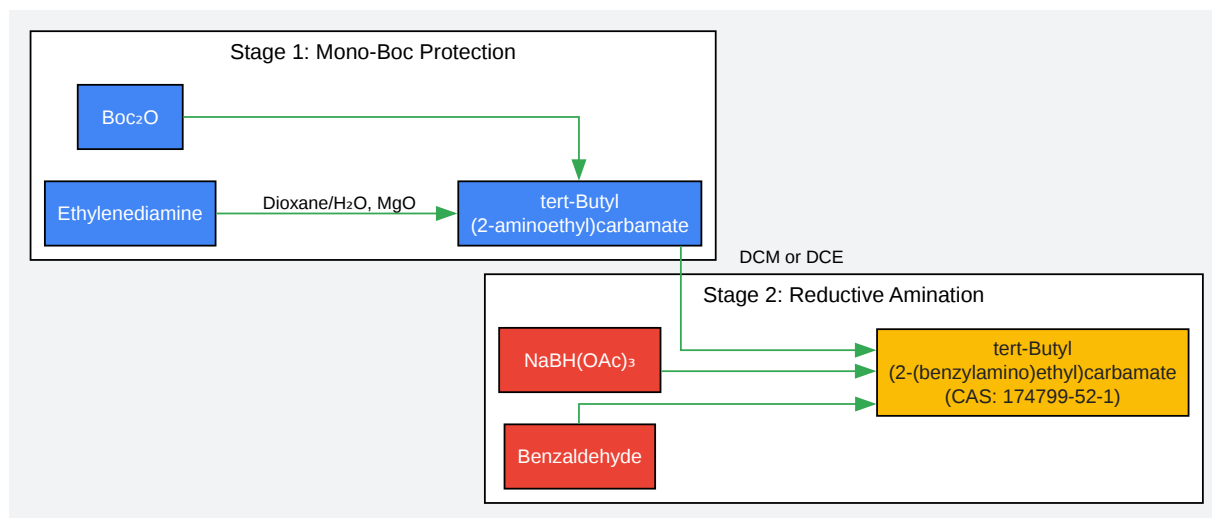 Stage 1: Mono-Boc Protection
Boc₂O
Ethylenediamine
Dioxane/H₂O, MgO
tert-Butyl
(2-aminoethyl)carbamate
DCM or DCE
Stage 2: Reductive Amination
NaBH(OAc)₃
tert-Butyl
(2-(benzylamino)ethyl)carbamate
(CAS: 174799-52-1)
Benzaldehyde